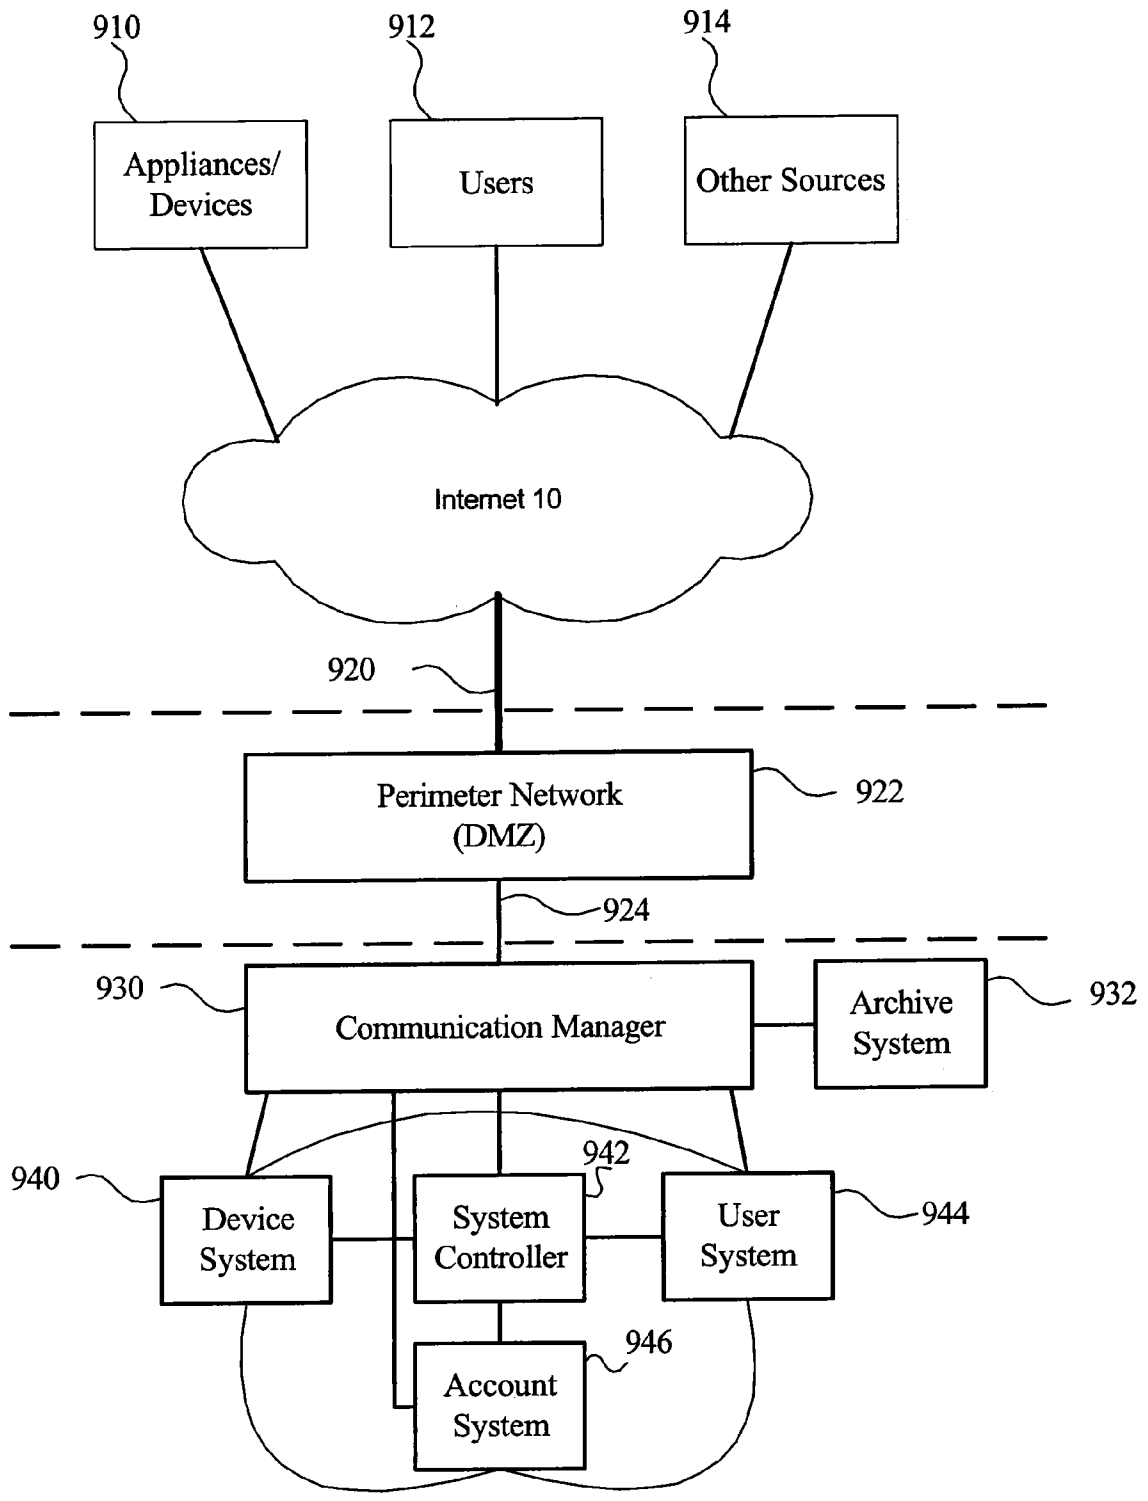 910
912
914
Appliances/
Devices
Users
Other Sources
Internet 10
920
Perimeter Network
(DMZ)
922
924
930
Communication Manager
Archive
System
932
940
942
944
Device
System
System
Controller
User
System
946
Account
System